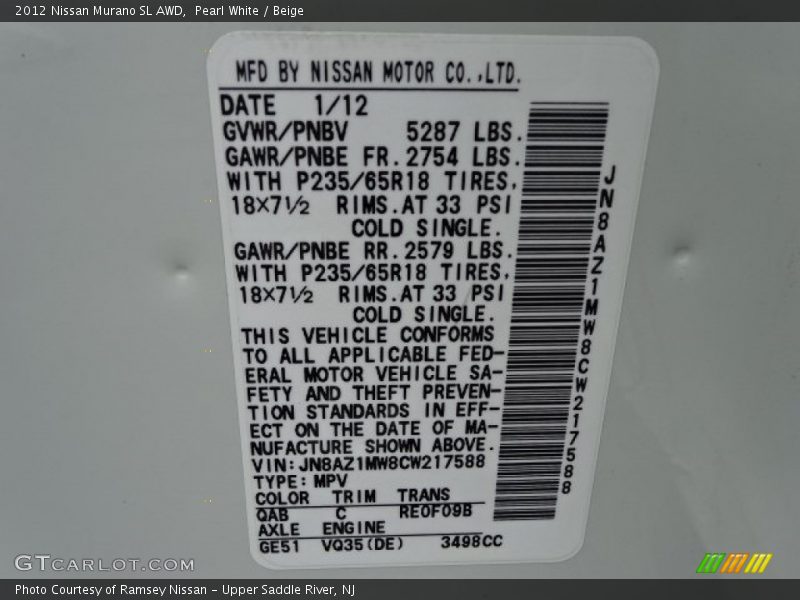 2012 Nissan Murano SL AWD,  Pearl White / Beige
MFD BY NISSAN MOTOR CO.,LTD.
DATE 1/12
GVWR/PNBV 5287 LBS.
GAWR/PNBE FR. 2754 LBS.
WITH P235/65R18 TIRES,
18×7½ RIMS. AT 33 PSI
COLD SINGLE.
GAWR/PNBE RR. 2579 LBS.
WITH P235/65R18 TIRES,
18×7½ RIMS. AT 33 PSI
COLD SINGLE.
THIS VEHICLE CONFORMS
TO ALL APPLICABLE FED-
ERAL MOTOR VEHICLE SA-
FETY AND THEFT PREVEN-
TION STANDARDS IN EFF-
ECT ON THE DATE OF MA-
NUFACTURE SHOWN ABOVE.
VIN: JN8AZ1MW8CW217588
TYPE: MPV
COLOR TRIM TRANS
QAB C RE0F09B
AXLE ENGINE
GE51 VQ35(DE) 3498CC
JN8AZ1MW8CW217588
GTCARLOT.COM
Photo Courtesy of Ramsey Nissan - Upper Saddle River, NJ